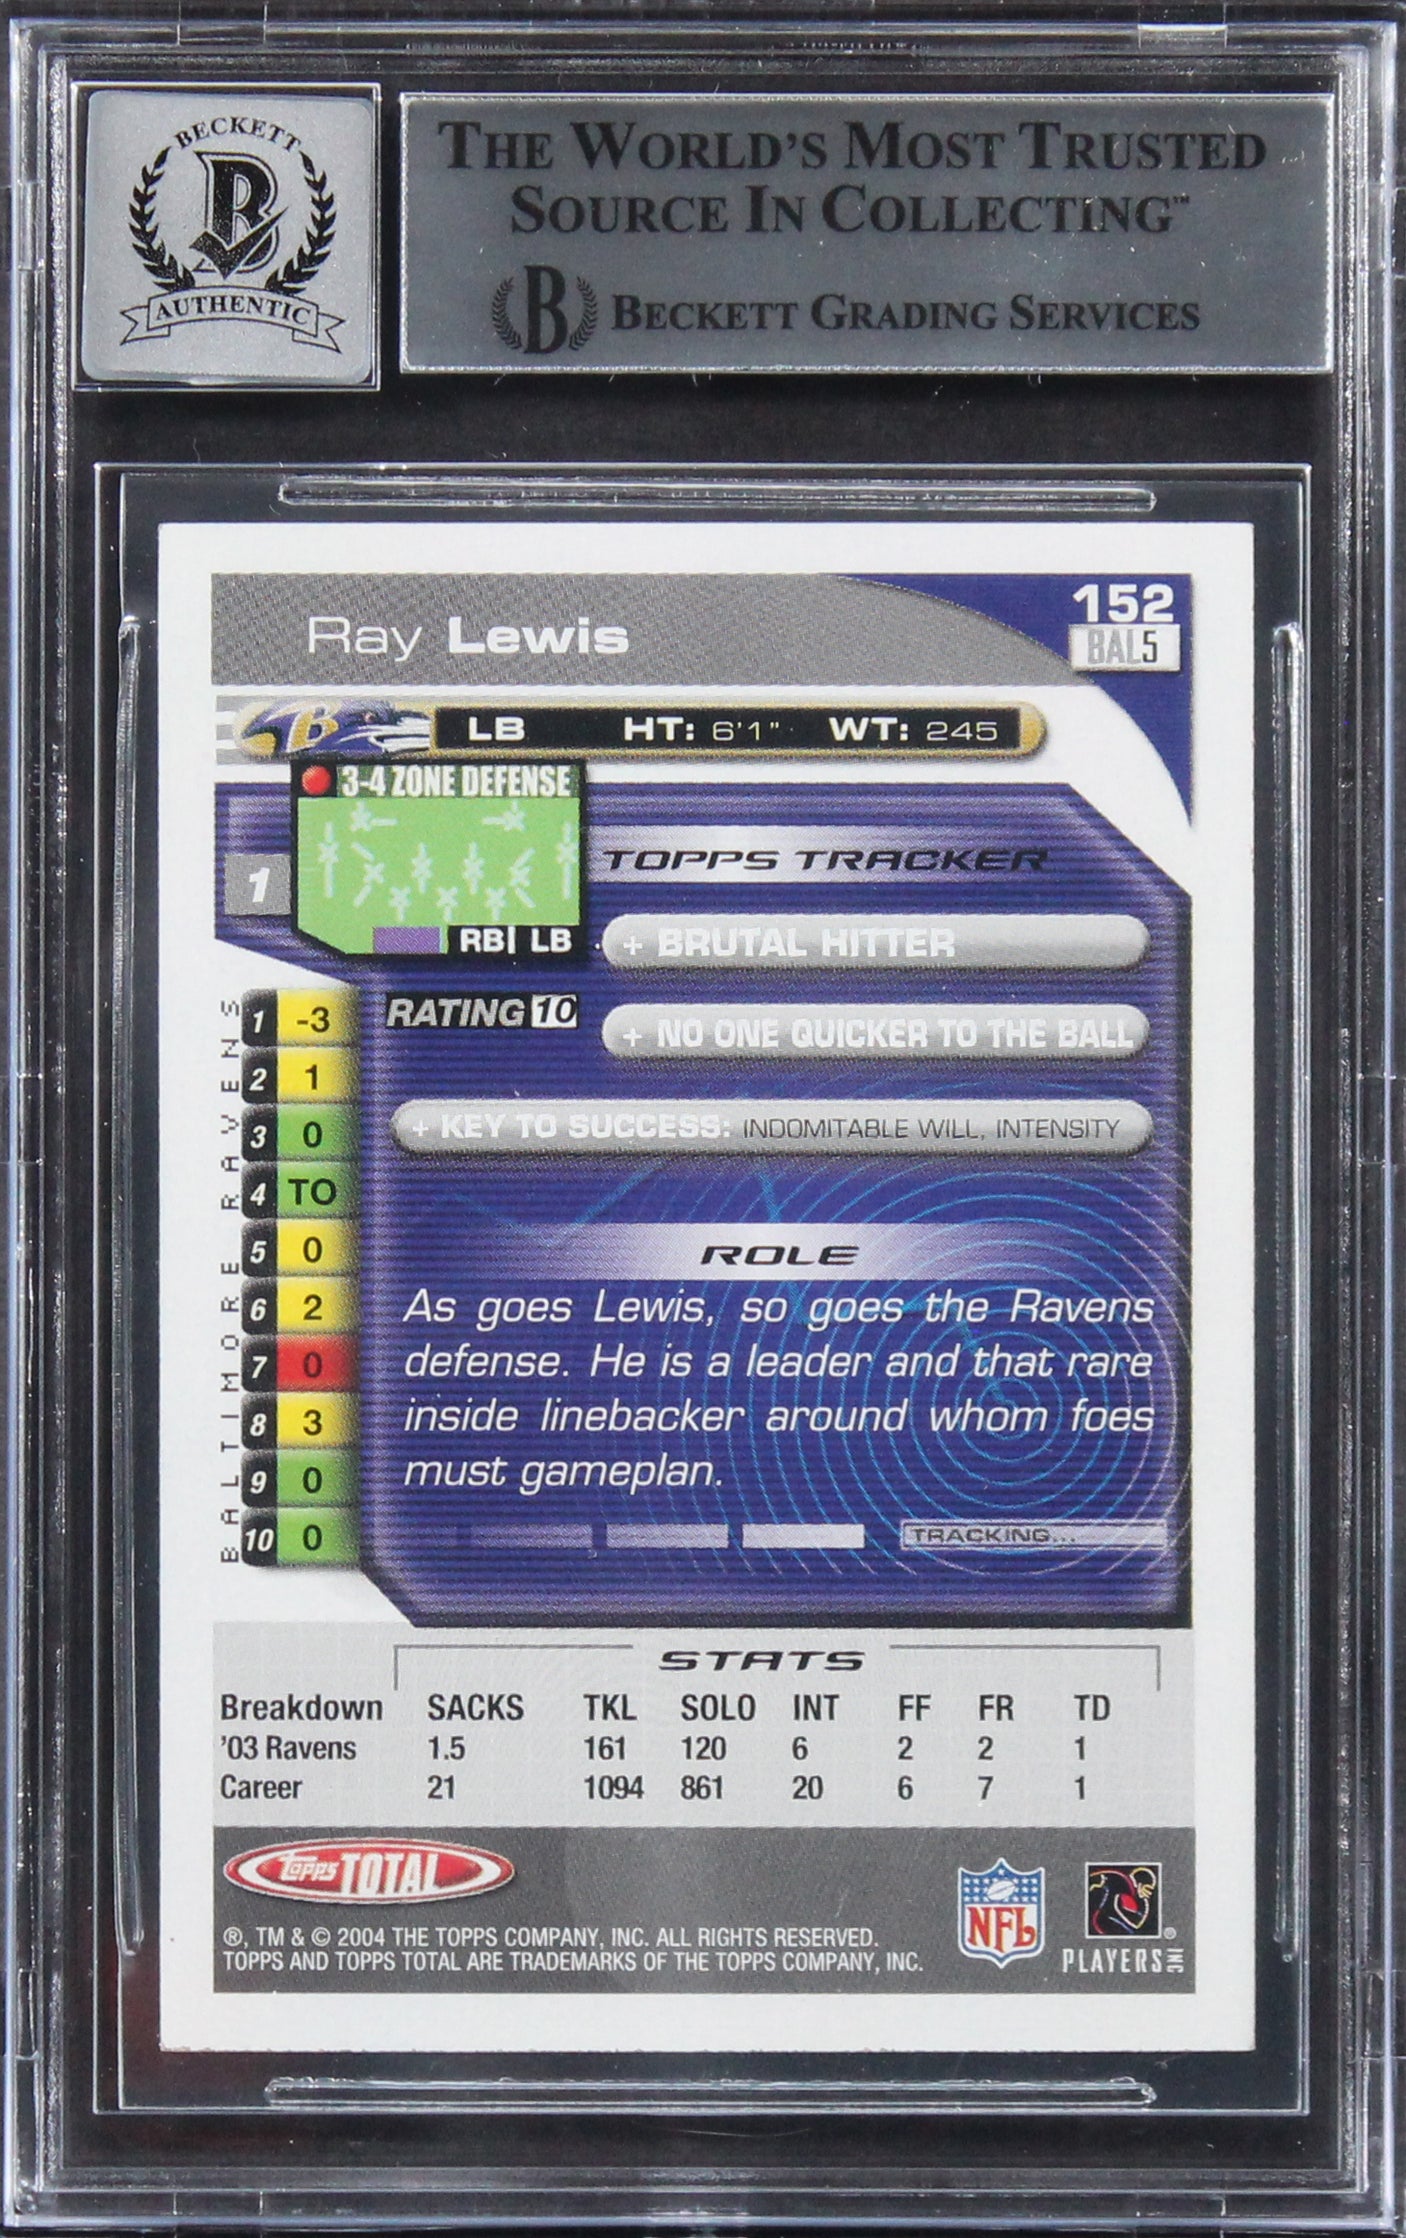 BECKETT
B
AUTHENTIC
THE WORLD'S MOST TRUSTED
SOURCE IN COLLECTING™
B BECKETT GRADING SERVICES
Ray Lewis
152
BAL5
B LB HT: 6'1" WT: 245
3-4 ZONE DEFENSE
1
RB| LB
TOPPS TRACKER
+ BRUTAL HITTER
RATING 10
+ NO ONE QUICKER TO THE BALL
+ KEY TO SUCCESS: INDOMITABLE WILL, INTENSITY
BALTIMORE RAVENS
1 -3
2 1
3 0
4 TO
5 0
6 2
7 0
8 3
9 0
10 0
ROLE
As goes Lewis, so goes the Ravens
defense. He is a leader and that rare
inside linebacker around whom foes
must gameplan.
TRACKING...
STATS
Breakdown SACKS TKL SOLO INT FF FR TD
'03 Ravens 1.5 161 120 6 2 2 1
Career 21 1094 861 20 6 7 1
Topps TOTAL
®, TM & © 2004 THE TOPPS COMPANY, INC. ALL RIGHTS RESERVED.
TOPPS AND TOPPS TOTAL ARE TRADEMARKS OF THE TOPPS COMPANY, INC.
NFL
PLAYERS INC ®